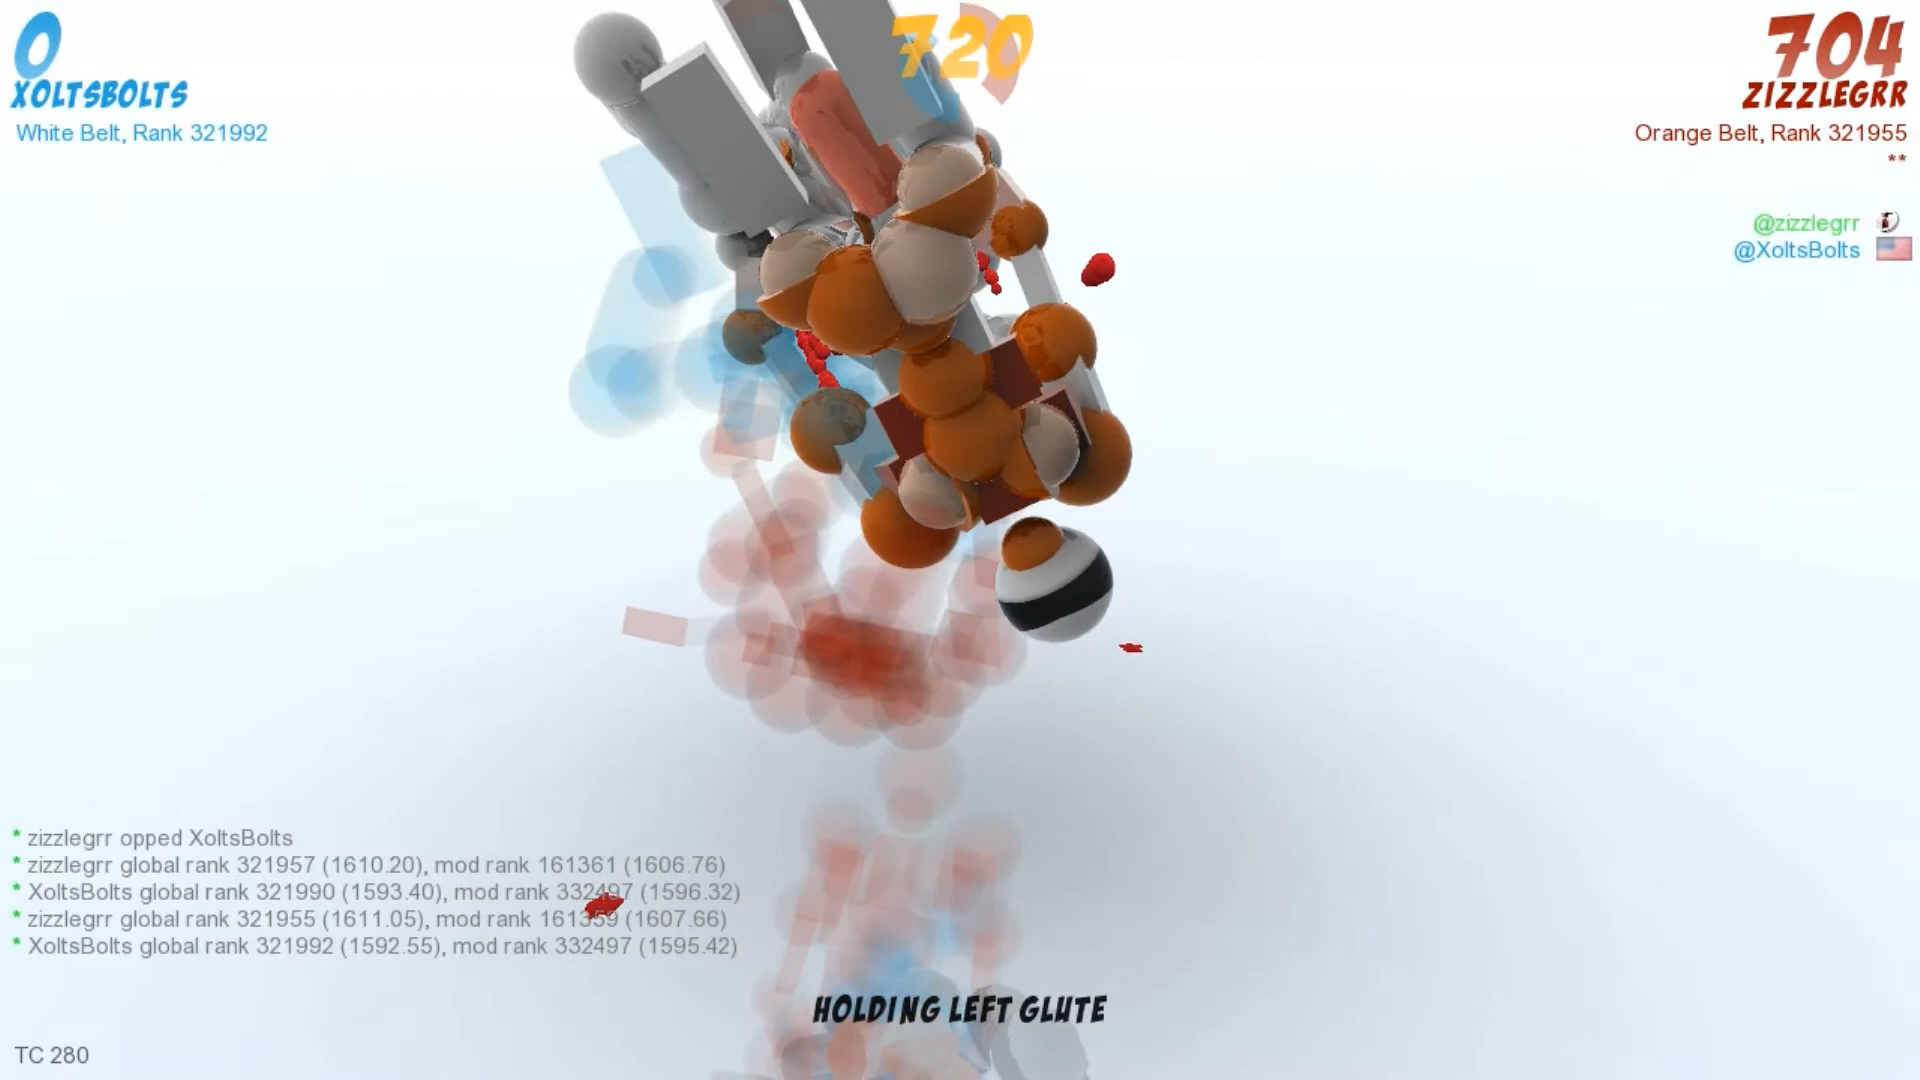 0
XOLTSBOLTS
White Belt, Rank 321992
720
704
ZIZZLEGRR
Orange Belt, Rank 321955
**
@zizzlegrr
@XoltsBolts
* zizzlegrr opped XoltsBolts
* zizzlegrr global rank 321957 (1610.20), mod rank 161361 (1606.76)
* XoltsBolts global rank 321990 (1593.40), mod rank 332497 (1596.32)
* zizzlegrr global rank 321955 (1611.05), mod rank 161359 (1607.66)
* XoltsBolts global rank 321992 (1592.55), mod rank 332497 (1595.42)
HOLDING LEFT GLUTE
TC 280